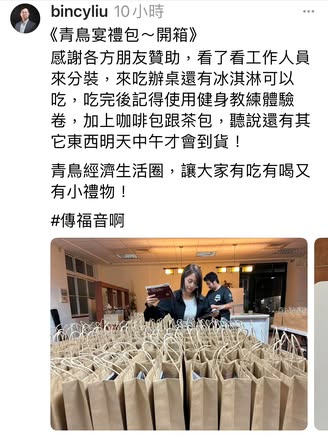 bincyliu 10小時
《青鳥宴禮包～開箱》
感謝各方朋友贊助，看了看工作人員
來分裝，來吃辦桌還有冰淇淋可以
吃，吃完後記得使用健身教練體驗
卷，加上咖啡包跟茶包，聽說還有其
它東西明天中午才會到貨！
青鳥經濟生活圈，讓大家有吃有喝又
有小禮物！
#傳福音啊